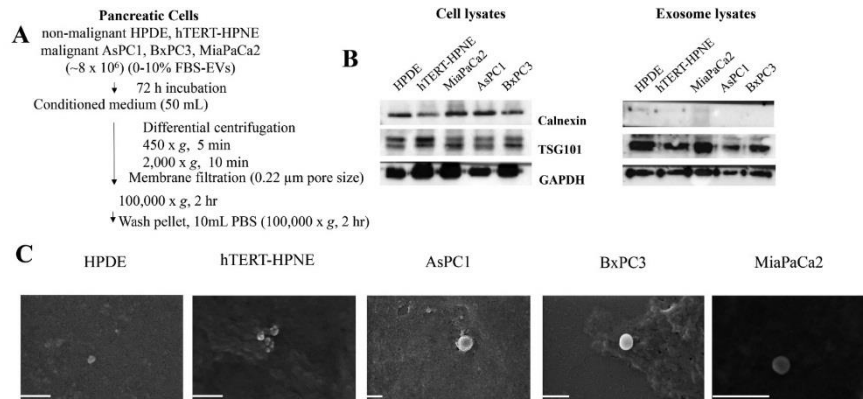 A
Pancreatic Cells
non-malignant HPDE, hTERT-HPNE
malignant AsPC1, BxPC3, MiaPaCa2
(~8 x 10⁶) (0-10% FBS-EVs)
72 h incubation
Conditioned medium (50 mL)
Differential centrifugation
450 x g, 5 min
2,000 x g, 10 min
Membrane filtration (0.22 µm pore size)
100,000 x g, 2 hr
Wash pellet, 10mL PBS (100,000 x g, 2 hr)
B
Cell lysates
HPDE
hTERT-HPNE
MiaPaCa2
AsPC1
BxPC3
Exosome lysates
HPDE
hTERT-HPNE
MiaPaCa2
AsPC1
BxPC3
Calnexin
TSG101
GAPDH
C
HPDE
hTERT-HPNE
AsPC1
BxPC3
MiaPaCa2